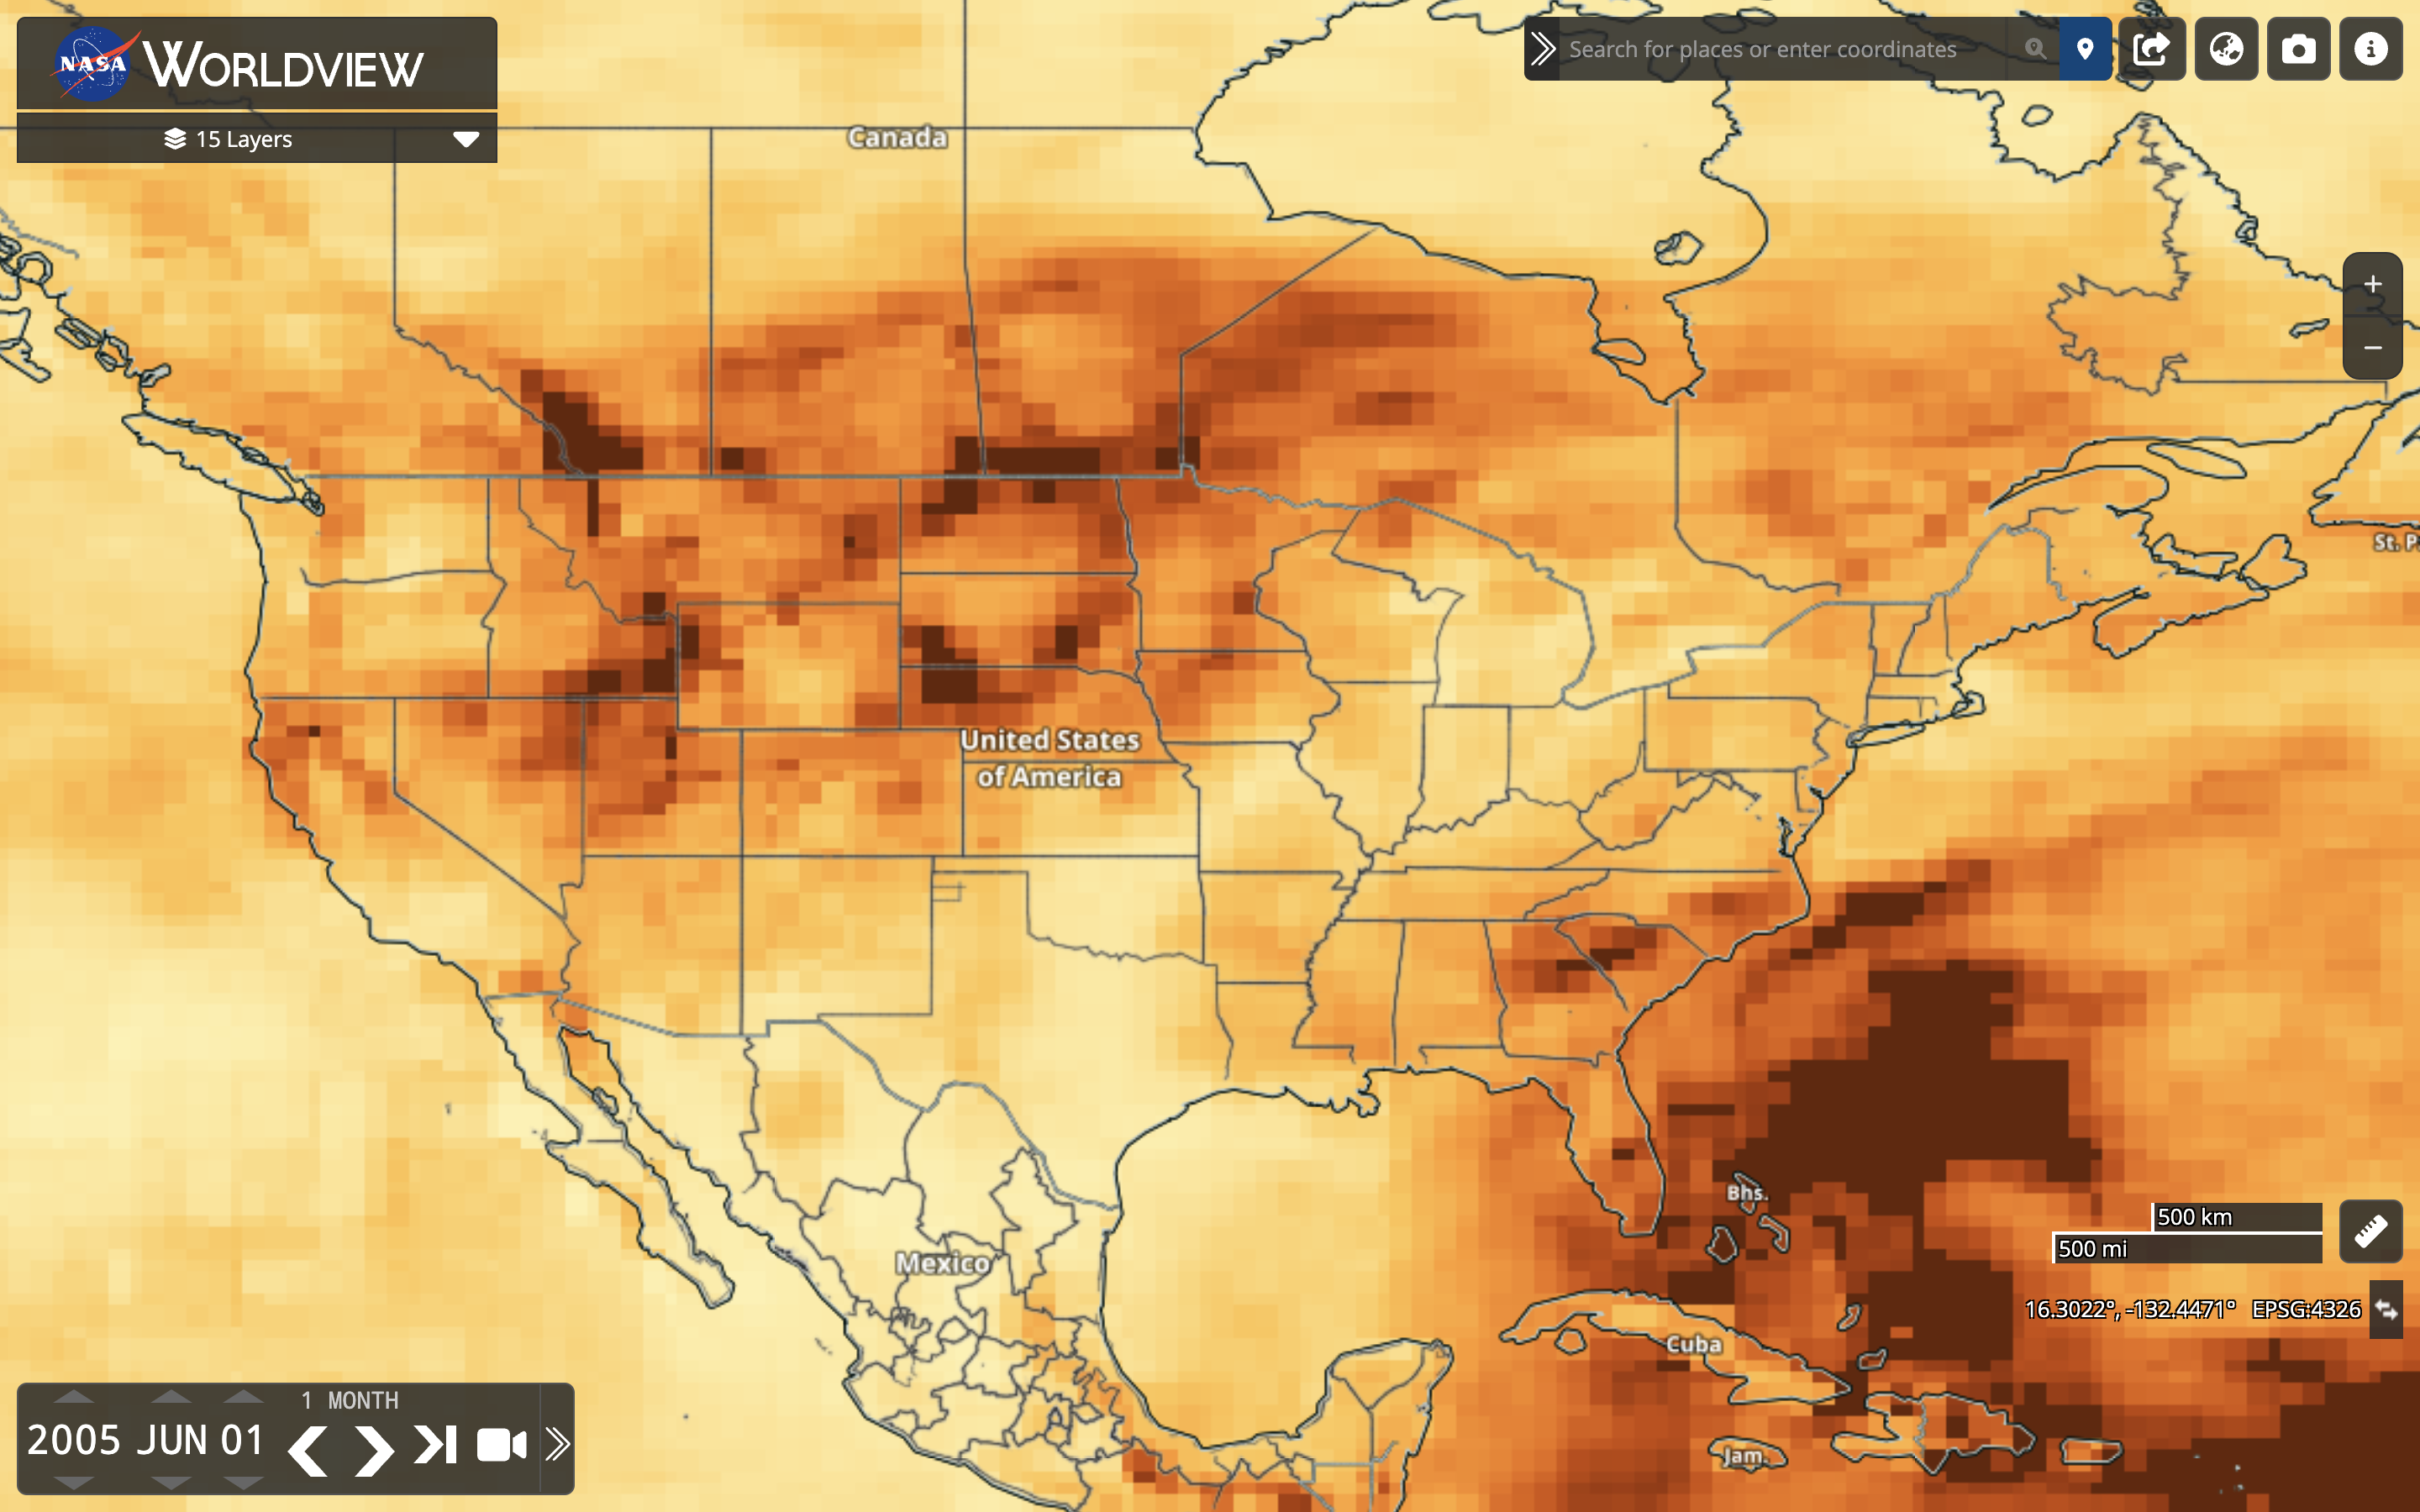 NASA WORLDVIEW
15 Layers
Search for places or enter coordinates
Canada
+
−
St. P
United States
of America
Bhs.
500 km
500 mi
Mexico
16.3022°, -132.4471° EPSG:4326
Cuba
Jam.
1 MONTH
2005 JUN 01